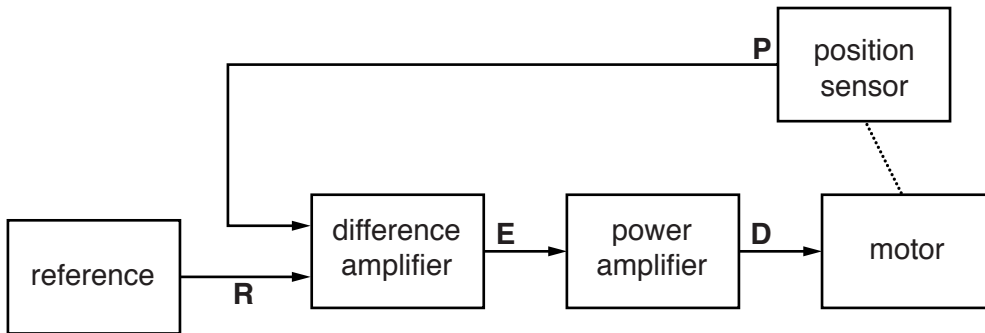 P
position
sensor
difference
amplifier
E
power
amplifier
D
motor
reference
R